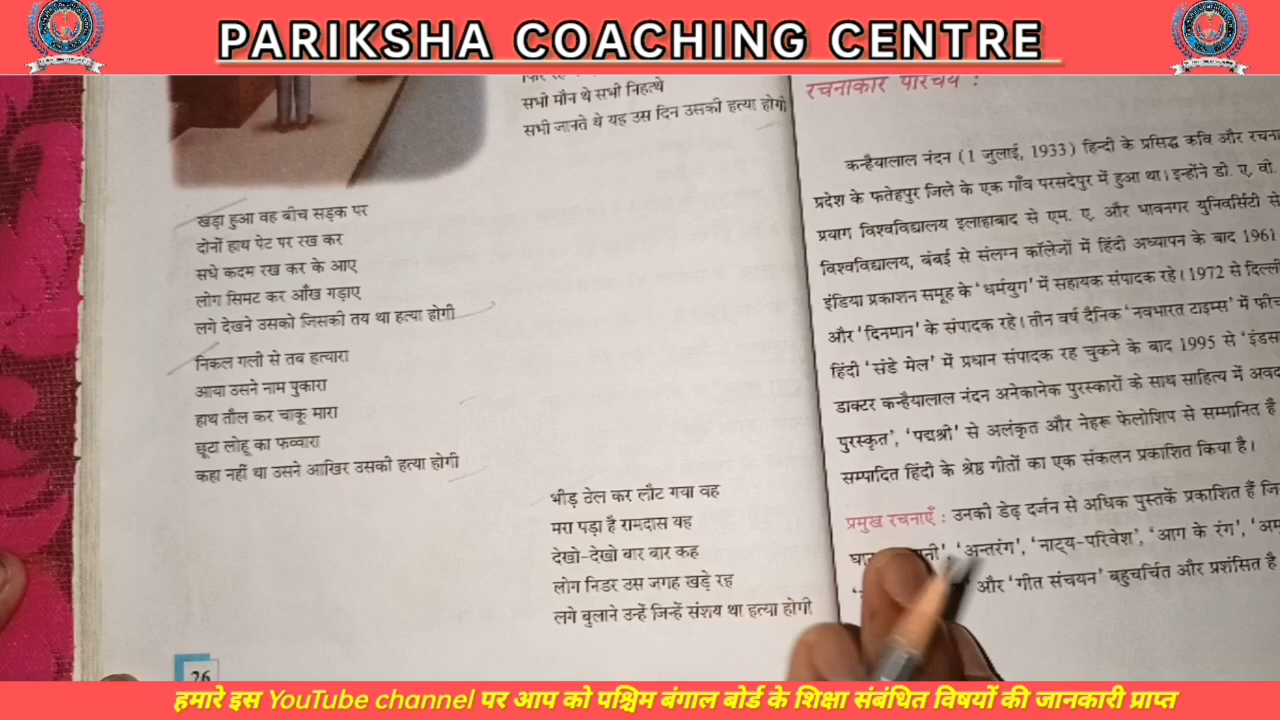 PARIKSHA COACHING CENTRE
सभी मौन थे सभी निहत्थे
सभी जानते थे यह उस दिन उसकी हत्या होगी
खड़ा हुआ वह बीच सड़क पर
दोनों हाथ पेट पर रख कर
सधे कदम रख कर के आए
लोग सिमट कर आँख गड़ाए
लगे देखने उसको जिसकी तय था हत्या होगी
निकल गली से तब हत्यारा
आया उसने नाम पुकारा
हाथ तौल कर चाकू मारा
छूटा लोहू का फव्वारा
कहा नहीं था उसने आखिर उसकी हत्या होगी
भीड़ ठेल कर लौट गया वह
मरा पड़ा है रामदास यह
देखो-देखो बार बार कह
लोग निडर उस जगह खड़े रह
लगे बुलाने उन्हें जिन्हें संशय था हत्या होगी
26
रचनाकार परिचय :
कन्हैयालाल नंदन (1 जुलाई, 1933) हिन्दी के प्रसिद्ध कवि और
प्रदेश के फतेहपुर जिले के एक गाँव परसदेपुर में हुआ था। इन्होंने डी. ए. वी.
प्रयाग विश्वविद्यालय इलाहाबाद से एम. ए. और भावनगर युनिवर्सिटी से
विश्वविद्यालय, बंबई से संलग्न कॉलेजों में हिंदी अध्यापन के बाद 1961
इंडिया प्रकाशन समूह के 'धर्मयुग' में सहायक संपादक रहे। 1972 से दिल्ली
और 'दिनमान' के संपादक रहे। तीन वर्ष दैनिक 'नवभारत टाइम्स' में
हिंदी 'संडे मेल' में प्रधान संपादक रह चुकने के बाद 1995 से
डाक्टर कन्हैयालाल नंदन अनेकानेक पुरस्कारों के साथ साहित्य में
पुरस्कृत', 'पद्मश्री' से अलंकृत और नेहरू फेलोशिप से सम्मानित हैं
सम्पादित हिंदी के श्रेष्ठ गीतों का एक संकलन प्रकाशित किया है।
प्रमुख रचनाएँ : उनकी डेढ़ दर्जन से अधिक पुस्तकें प्रकाशित हैं
'अन्तरंग', 'नाट्य-परिवेश', 'आग के रंग',
और 'गीत संचयन' बहुचर्चित और प्रशंसित है
हमारे इस YouTube channel पर आप को पश्चिम बंगाल बोर्ड के शिक्षा संबंधित विषयों की जानकारी प्राप्त